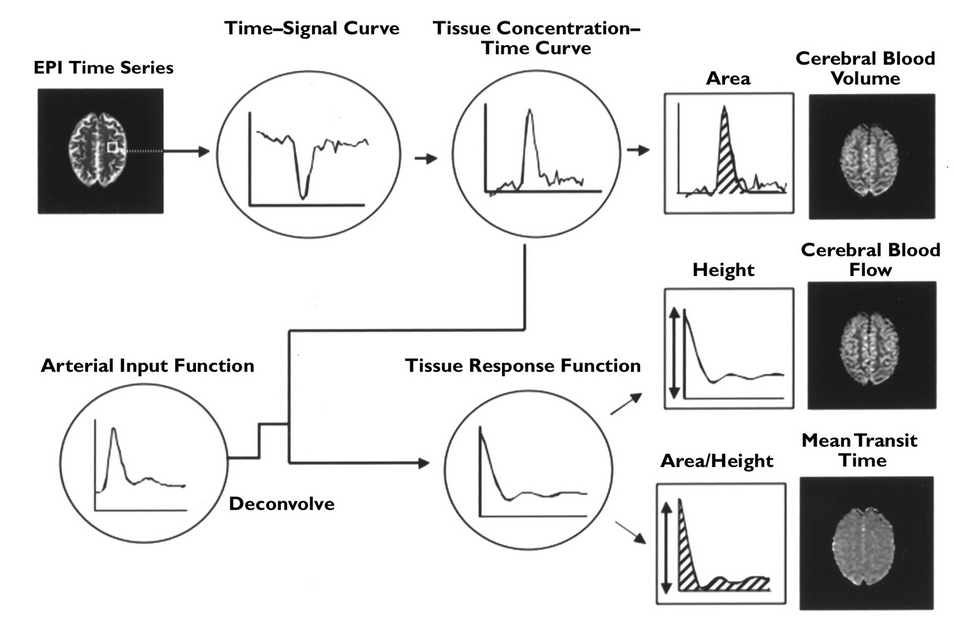 Time–Signal Curve
Tissue Concentration–
Time Curve
EPI Time Series
Area
Cerebral Blood
Volume
Height
Cerebral Blood
Flow
Arterial Input Function
Tissue Response Function
Deconvolve
Area/Height
Mean Transit
Time